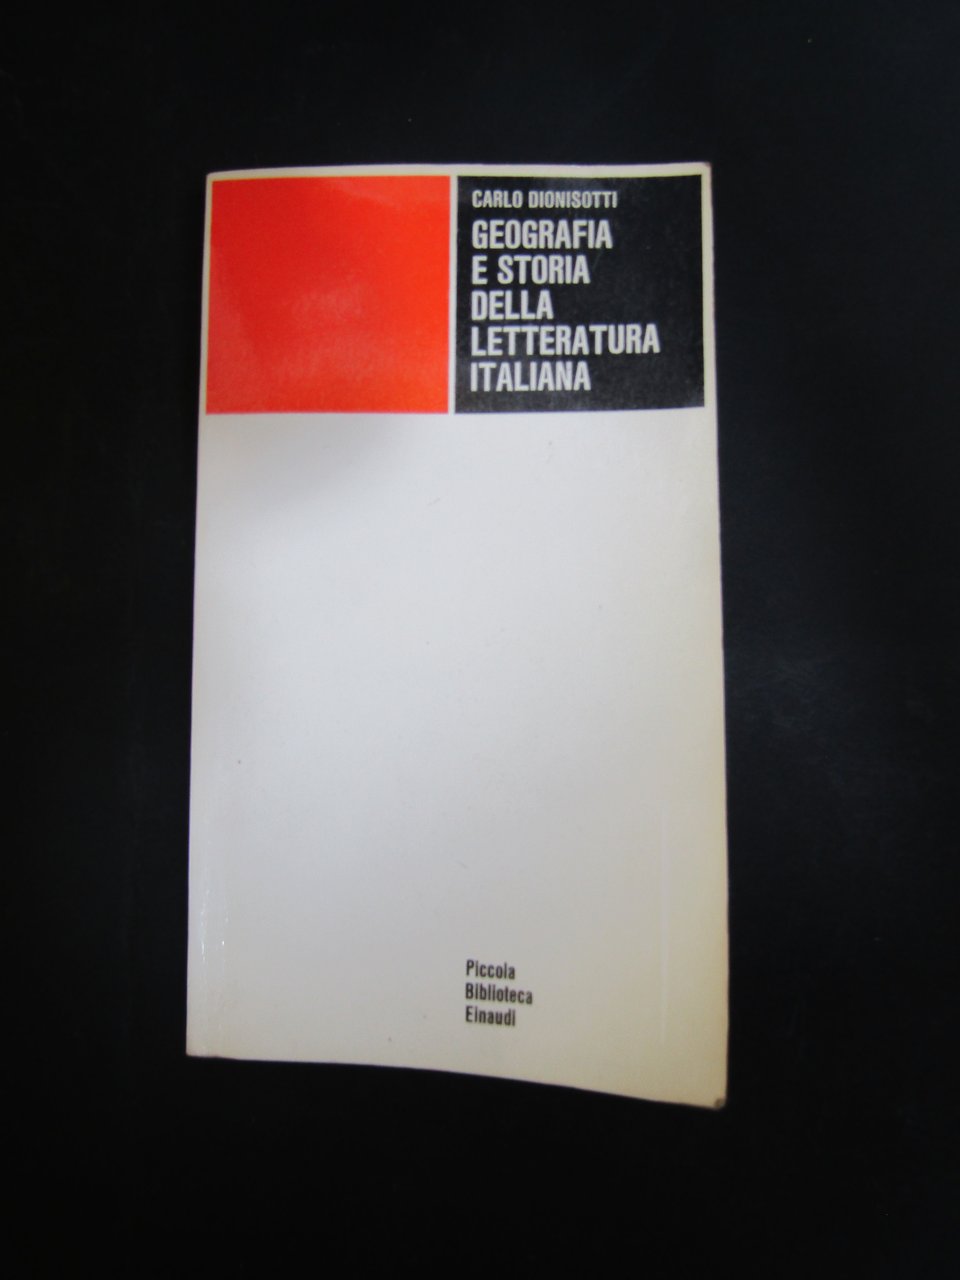 CARLO DIONISOTTI
GEOGRAFIA
E STORIA
DELLA
LETTERATURA
ITALIANA
Piccola
Biblioteca
Einaudi